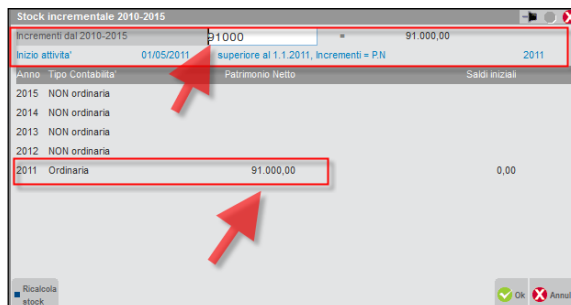 Stock incrementale 2010-2015
Incrementi dal 2010-2015 91000 = 91.000,00
Inizio attivita' 01/05/2011 superiore al 1.1.2011, Incrementi = P.N 2011
Anno Tipo Contabilita' Patrimonio Netto Saldi iniziali
2015 NON ordinaria
2014 NON ordinaria
2013 NON ordinaria
2012 NON ordinaria
2011 Ordinaria 91.000,00 0,00
Ricalcola
stock
Ok Annul